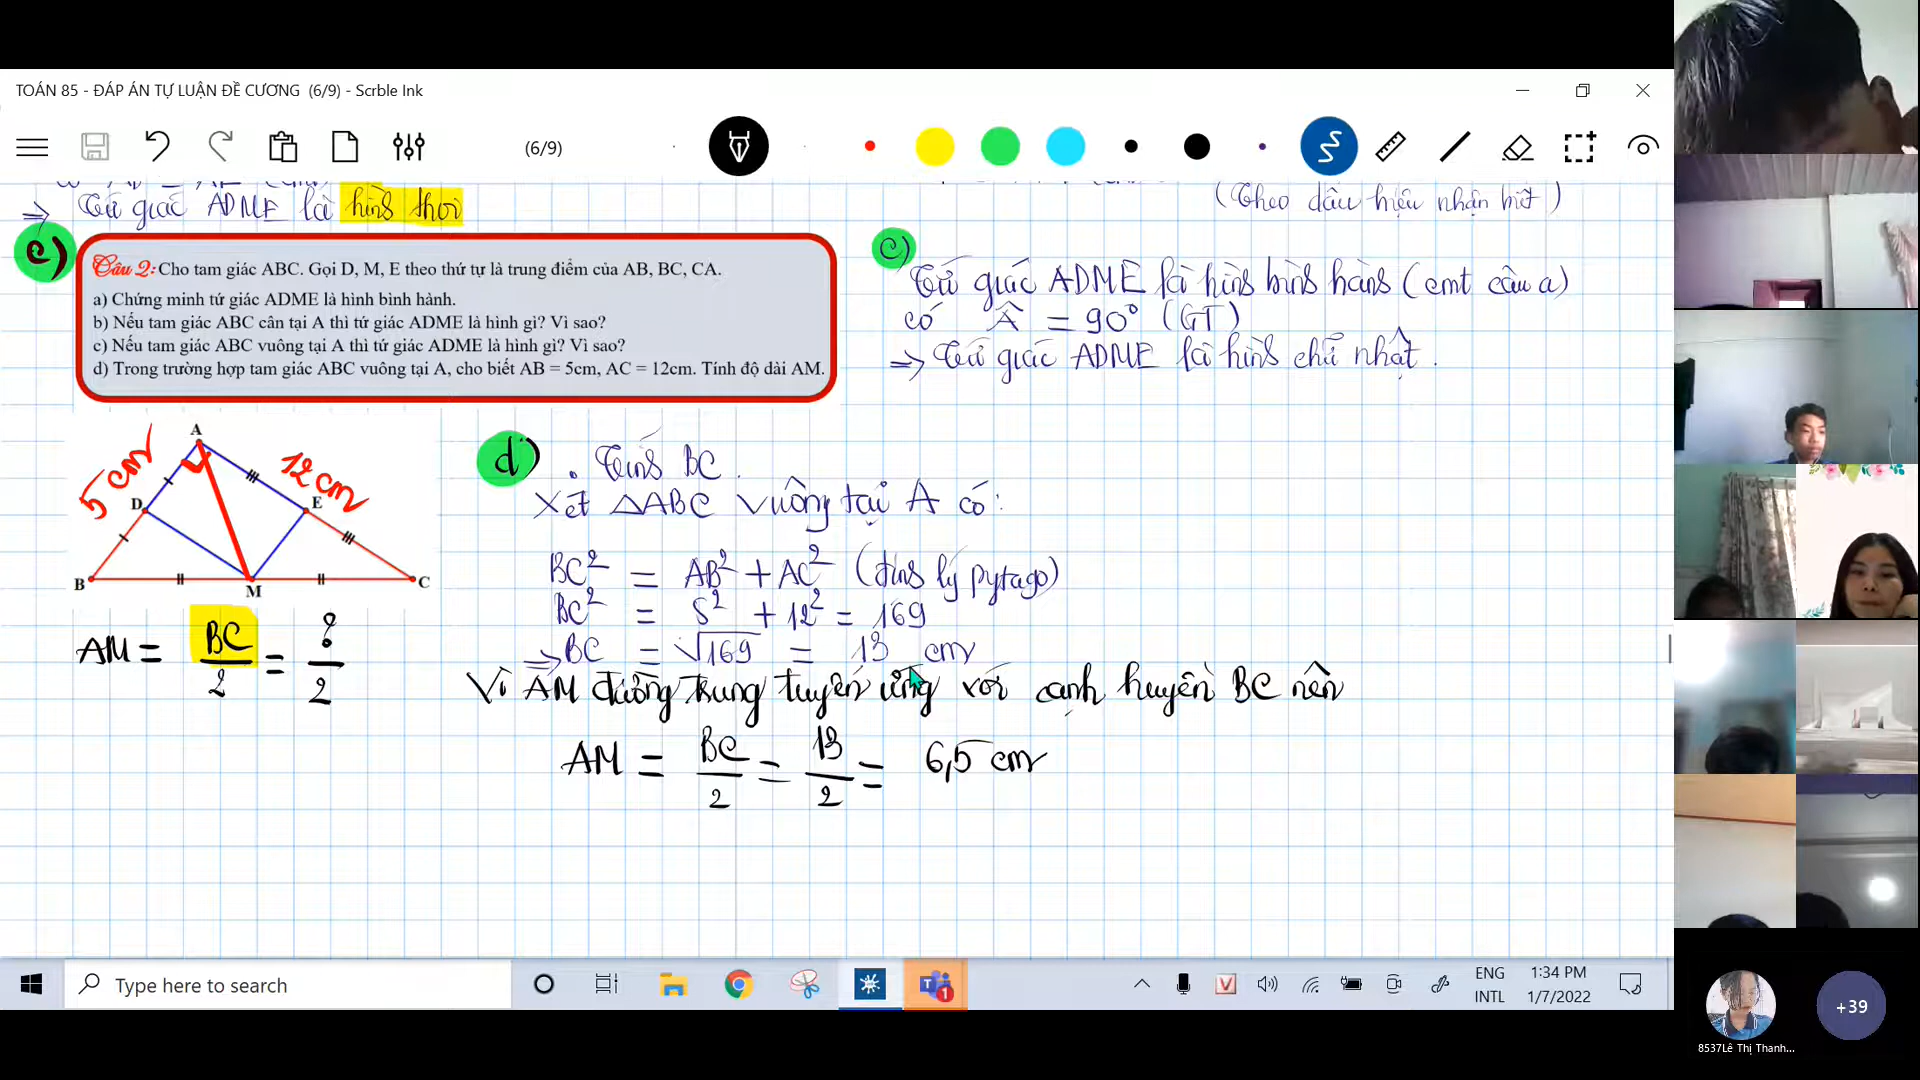 TOÁN 85 - ĐÁP ÁN TỰ LUẬN ĐỀ CƯƠNG (6/9) - Scrble Ink
(6/9)
⇒ Tứ giác ADME là hình thoi
(Theo dấu hiệu nhận biết)
c)
Câu 2: Cho tam giác ABC. Gọi D, M, E theo thứ tự là trung điểm của AB, BC, CA.
a) Chứng minh tứ giác ADME là hình bình hành.
b) Nếu tam giác ABC cân tại A thì tứ giác ADME là hình gì? Vì sao?
c) Nếu tam giác ABC vuông tại A thì tứ giác ADME là hình gì? Vì sao?
d) Trong trường hợp tam giác ABC vuông tại A, cho biết AB = 5cm, AC = 12cm. Tính độ dài AM.
c)
Tứ giác ADME là hình bình hành (cmt câu a)
có Â = 90° (GT)
⇒ Tứ giác ADME là hình chữ nhật.
A
5 cm
12 cm
D
E
B
M
C
AM = BC/2 = ?/2
d)
. Tính BC.
Xét ΔABC vuông tại A có:
BC² = AB² + AC² (định lý pytago)
BC² = 5² + 12² = 169
⇒ BC = √169 = 13 cm
Vì AM đường trung tuyến ứng với cạnh huyền BC nên
AM = BC/2 = 13/2 = 6,5 cm
Type here to search
1
ENG
INTL
1:34 PM
1/7/2022
+39
8537Lê Thị Thanh...